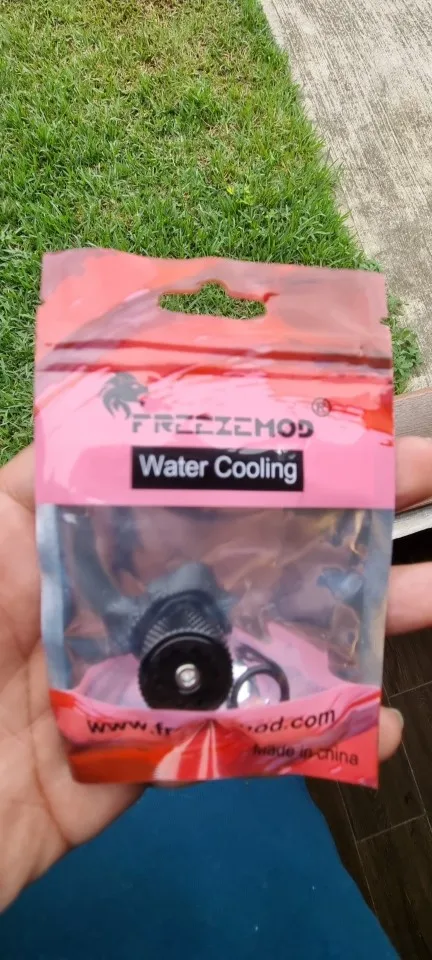 FREEZEMOD ®
Water Cooling
Made in china